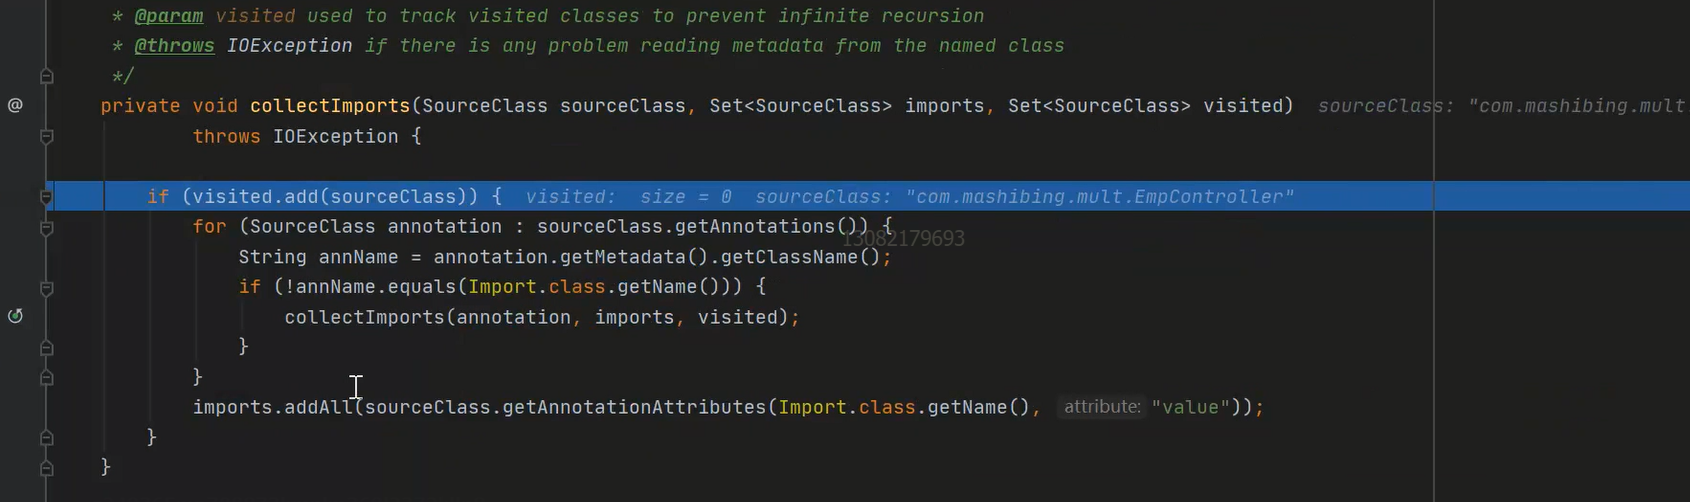 * @param visited used to track visited classes to prevent infinite recursion
* @throws IOException if there is any problem reading metadata from the named class
*/
@ private void collectImports(SourceClass sourceClass, Set<SourceClass> imports, Set<SourceClass> visited) sourceClass: "com.mashibing.mult.
throws IOException {
if (visited.add(sourceClass)) { visited: size = 0 sourceClass: "com.mashibing.mult.EmpController"
for (SourceClass annotation : sourceClass.getAnnotations()) {
13082179693
String annName = annotation.getMetadata().getClassName();
if (!annName.equals(Import.class.getName())) {
collectImports(annotation, imports, visited);
}
}
imports.addAll(sourceClass.getAnnotationAttributes(Import.class.getName(), attribute: "value"));
}
}